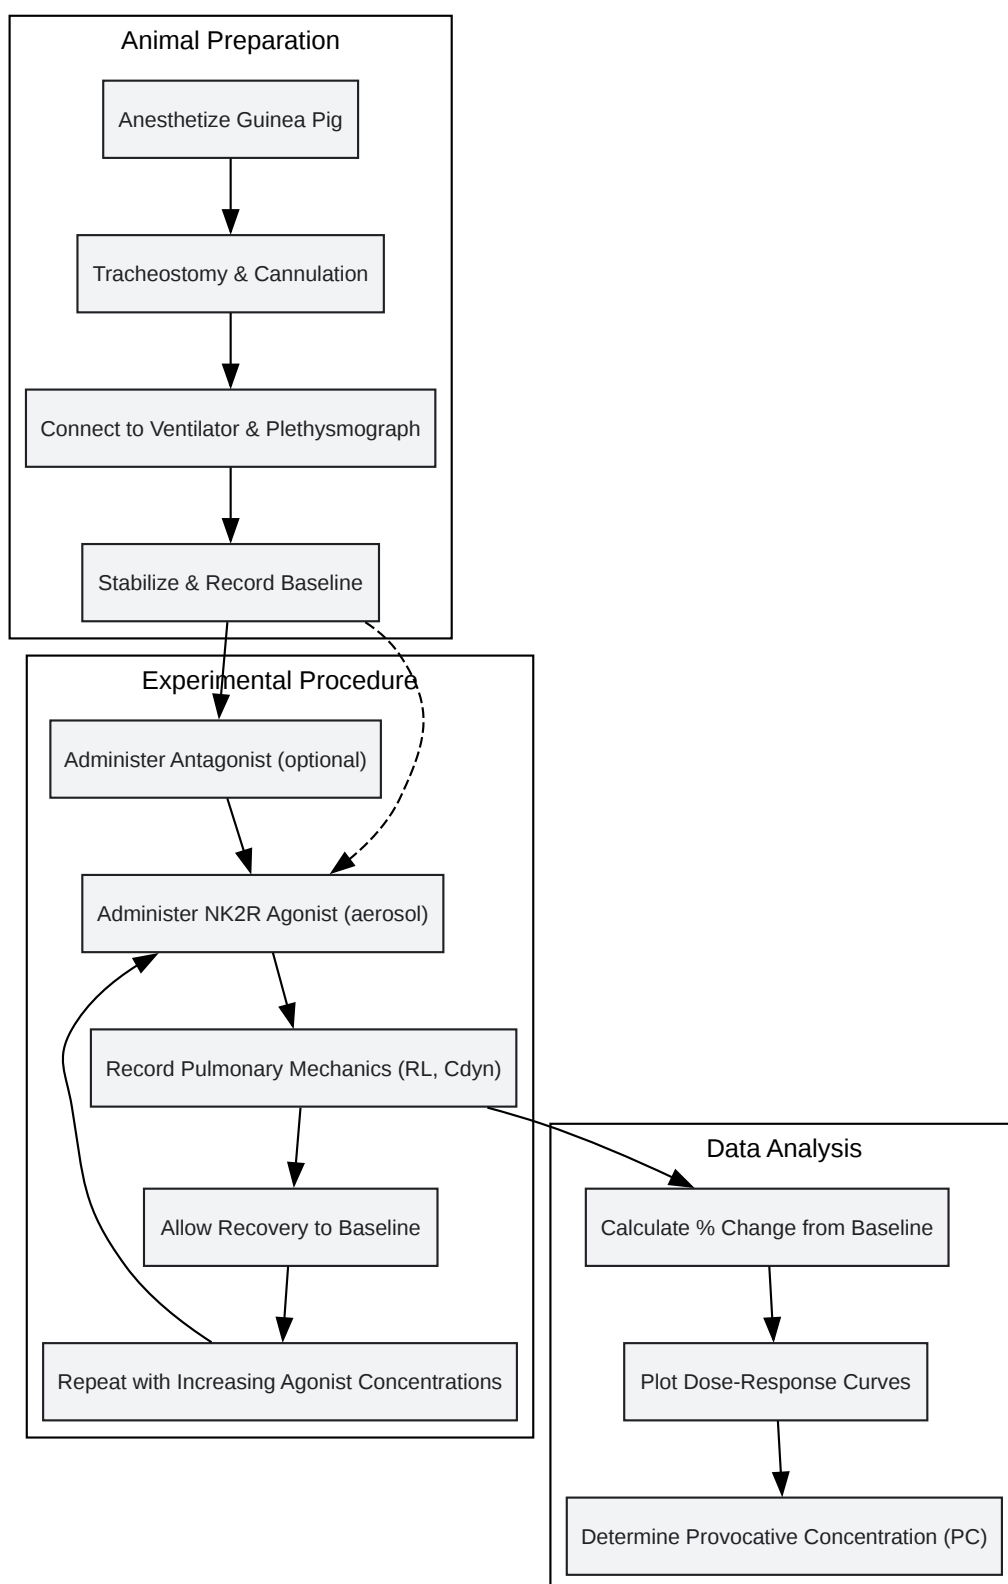 Animal Preparation
Anesthetize Guinea Pig
Tracheostomy & Cannulation
Connect to Ventilator & Plethysmograph
Stabilize & Record Baseline
Experimental Procedure
Administer Antagonist (optional)
Administer NK2R Agonist (aerosol)
Record Pulmonary Mechanics (RL, Cdyn)
Allow Recovery to Baseline
Repeat with Increasing Agonist Concentrations
Data Analysis
Calculate % Change from Baseline
Plot Dose-Response Curves
Determine Provocative Concentration (PC)